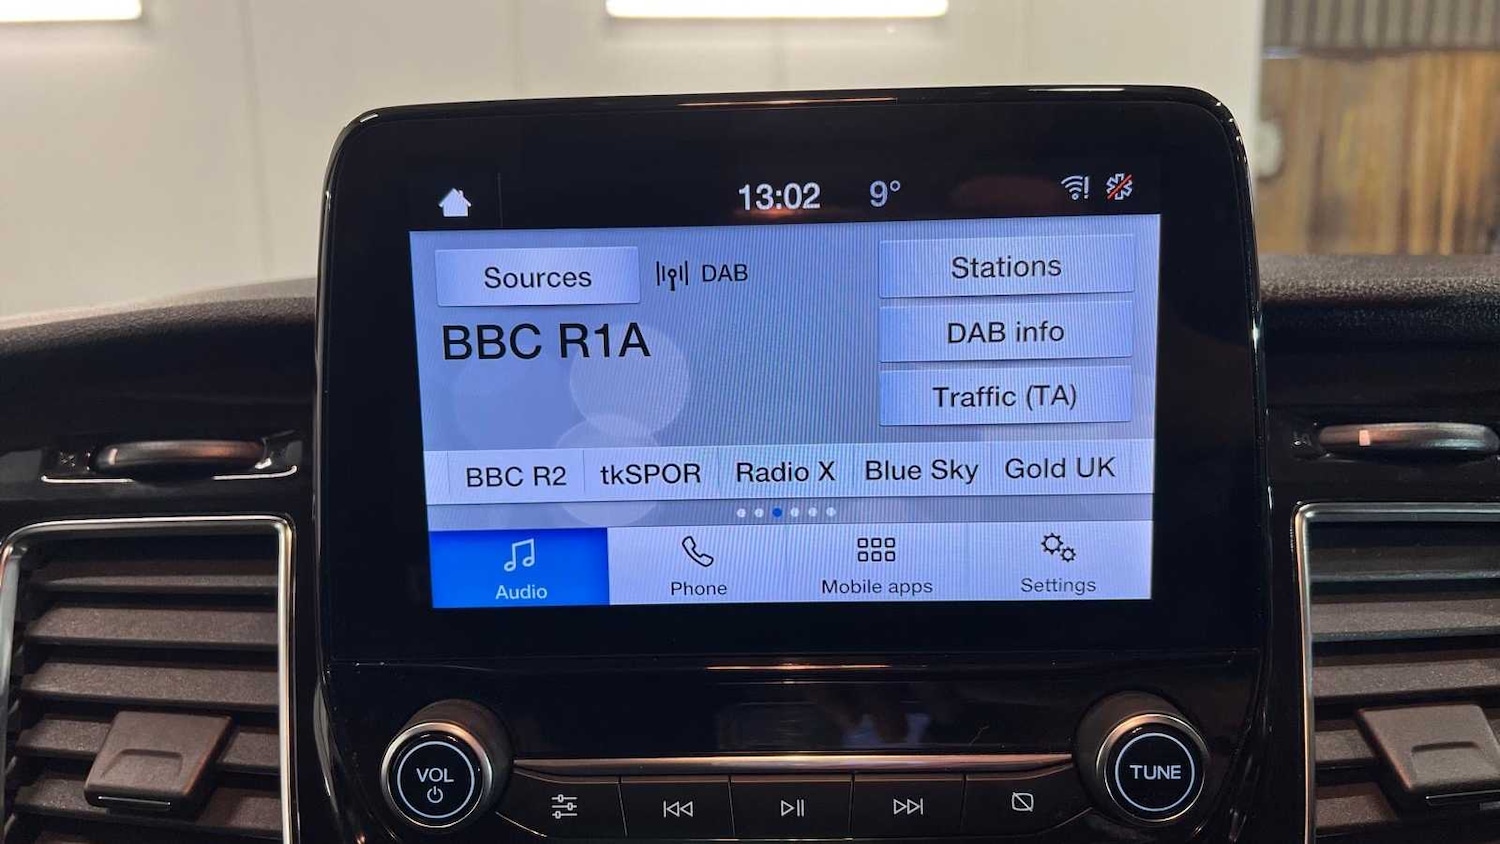 13:02 9°
Sources DAB Stations
BBC R1A
DAB info
Traffic (TA)
BBC R2 tkSPOR Radio X Blue Sky Gold UK
Audio Phone Mobile apps Settings
VOL TUNE